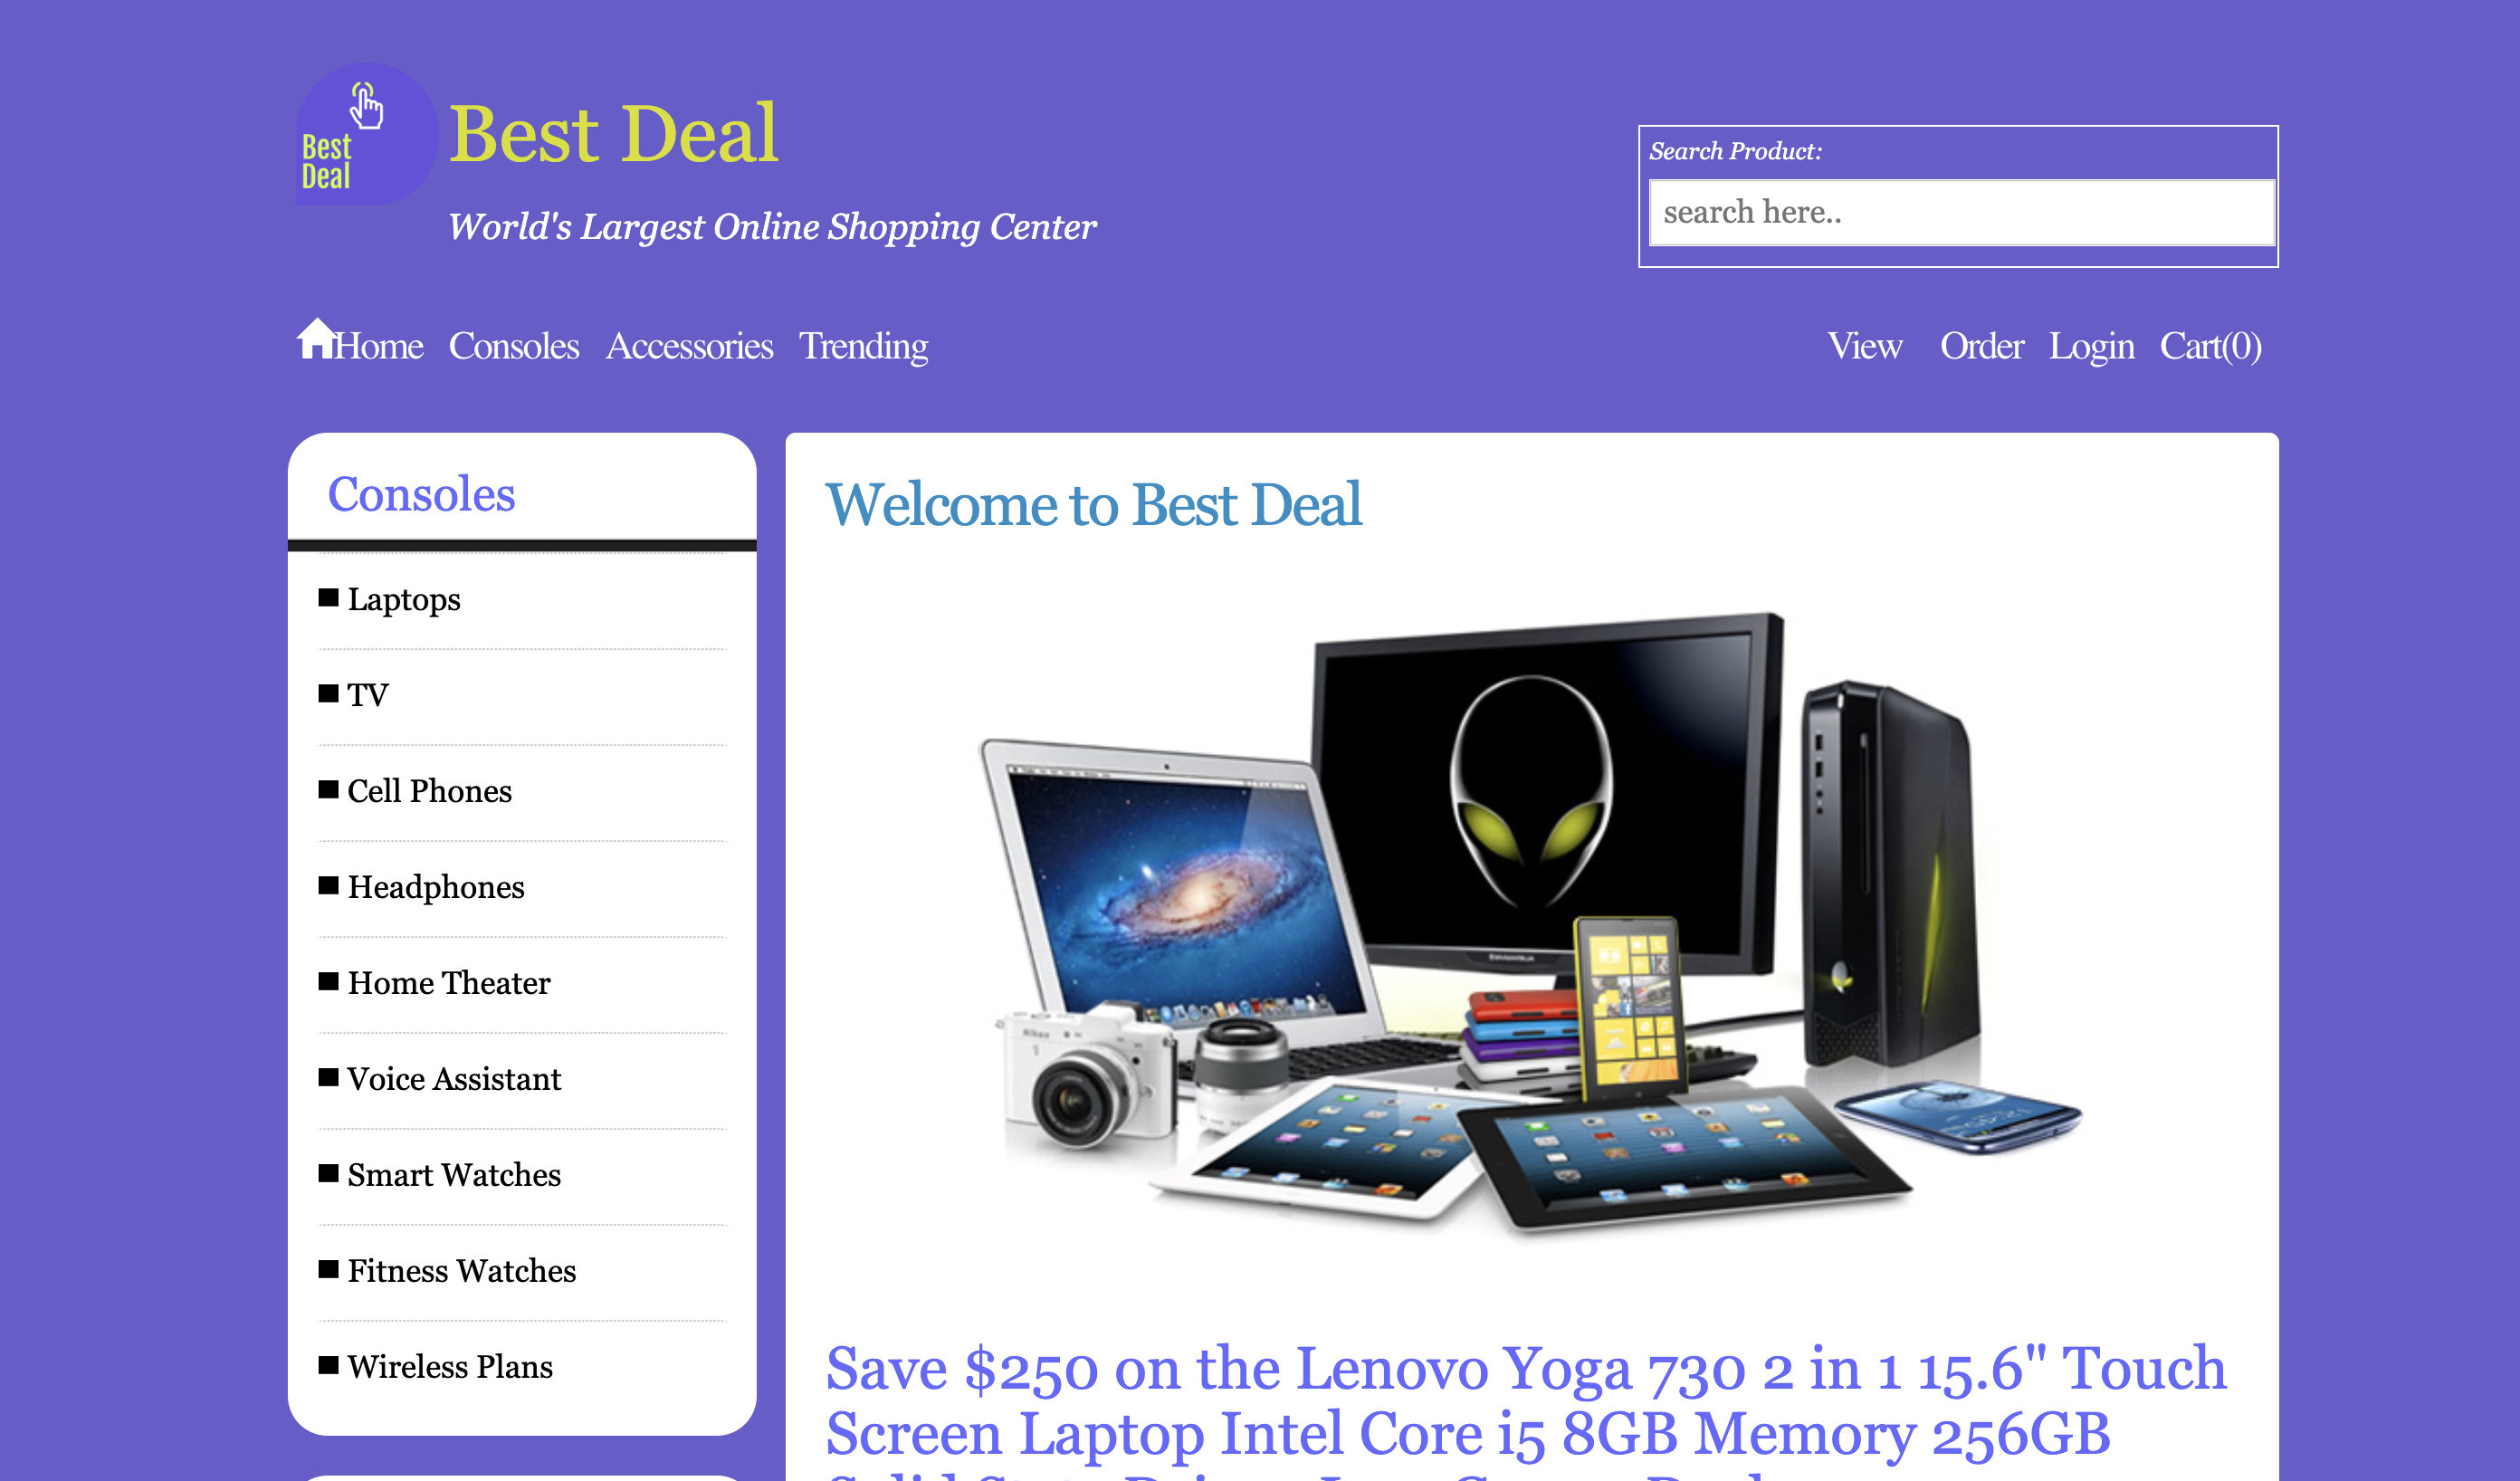 Best
Deal
Best Deal
World's Largest Online Shopping Center
Search Product:
search here..
Home Consoles Accessories Trending
View Order Login Cart(0)
Consoles
Laptops
TV
Cell Phones
Headphones
Home Theater
Voice Assistant
Smart Watches
Fitness Watches
Wireless Plans
Welcome to Best Deal
Nikon
1
Save $250 on the Lenovo Yoga 730 2 in 1 15.6" Touch
Screen Laptop Intel Core i5 8GB Memory 256GB